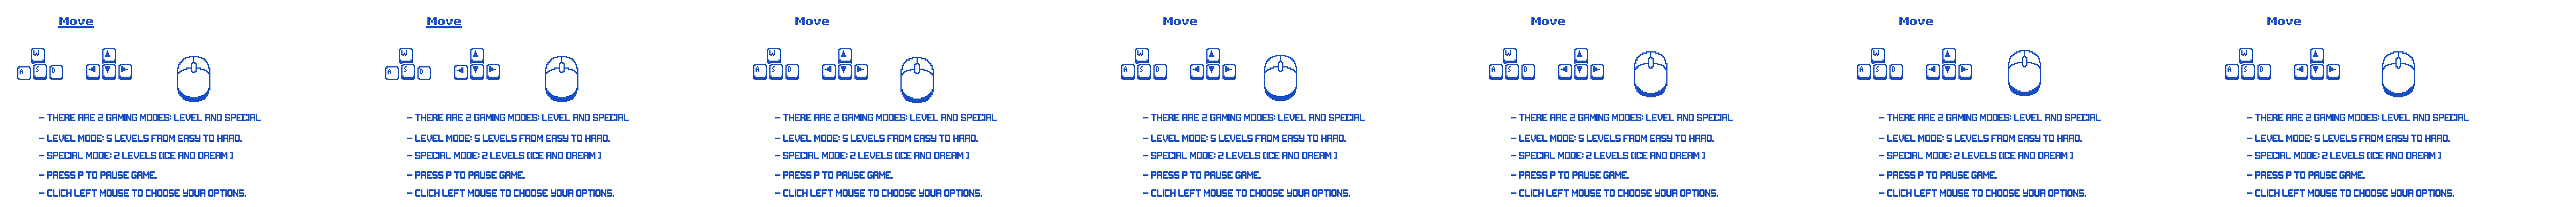 Move
W
A S D
- THERE ARE 2 GAMING MODES: LEVEL AND SPECIAL
- LEVEL MODE: 5 LEVELS FROM EASY TO HARD.
- SPECIAL MODE: 2 LEVELS (ICE AND DREAM )
- PRESS P TO PAUSE GAME.
- CLICK LEFT MOUSE TO CHOOSE YOUR OPTIONS.
Move
W
A S D
- THERE ARE 2 GAMING MODES: LEVEL AND SPECIAL
- LEVEL MODE: 5 LEVELS FROM EASY TO HARD.
- SPECIAL MODE: 2 LEVELS (ICE AND DREAM )
- PRESS P TO PAUSE GAME.
- CLICK LEFT MOUSE TO CHOOSE YOUR OPTIONS.
Move
W
A S D
- THERE ARE 2 GAMING MODES: LEVEL AND SPECIAL
- LEVEL MODE: 5 LEVELS FROM EASY TO HARD.
- SPECIAL MODE: 2 LEVELS (ICE AND DREAM )
- PRESS P TO PAUSE GAME.
- CLICK LEFT MOUSE TO CHOOSE YOUR OPTIONS.
Move
W
A S D
- THERE ARE 2 GAMING MODES: LEVEL AND SPECIAL
- LEVEL MODE: 5 LEVELS FROM EASY TO HARD.
- SPECIAL MODE: 2 LEVELS (ICE AND DREAM )
- PRESS P TO PAUSE GAME.
- CLICK LEFT MOUSE TO CHOOSE YOUR OPTIONS.
Move
W
A S D
- THERE ARE 2 GAMING MODES: LEVEL AND SPECIAL
- LEVEL MODE: 5 LEVELS FROM EASY TO HARD.
- SPECIAL MODE: 2 LEVELS (ICE AND DREAM )
- PRESS P TO PAUSE GAME.
- CLICK LEFT MOUSE TO CHOOSE YOUR OPTIONS.
Move
W
A S D
- THERE ARE 2 GAMING MODES: LEVEL AND SPECIAL
- LEVEL MODE: 5 LEVELS FROM EASY TO HARD.
- SPECIAL MODE: 2 LEVELS (ICE AND DREAM )
- PRESS P TO PAUSE GAME.
- CLICK LEFT MOUSE TO CHOOSE YOUR OPTIONS.
Move
W
A S D
- THERE ARE 2 GAMING MODES: LEVEL AND SPECIAL
- LEVEL MODE: 5 LEVELS FROM EASY TO HARD.
- SPECIAL MODE: 2 LEVELS (ICE AND DREAM )
- PRESS P TO PAUSE GAME.
- CLICK LEFT MOUSE TO CHOOSE YOUR OPTIONS.